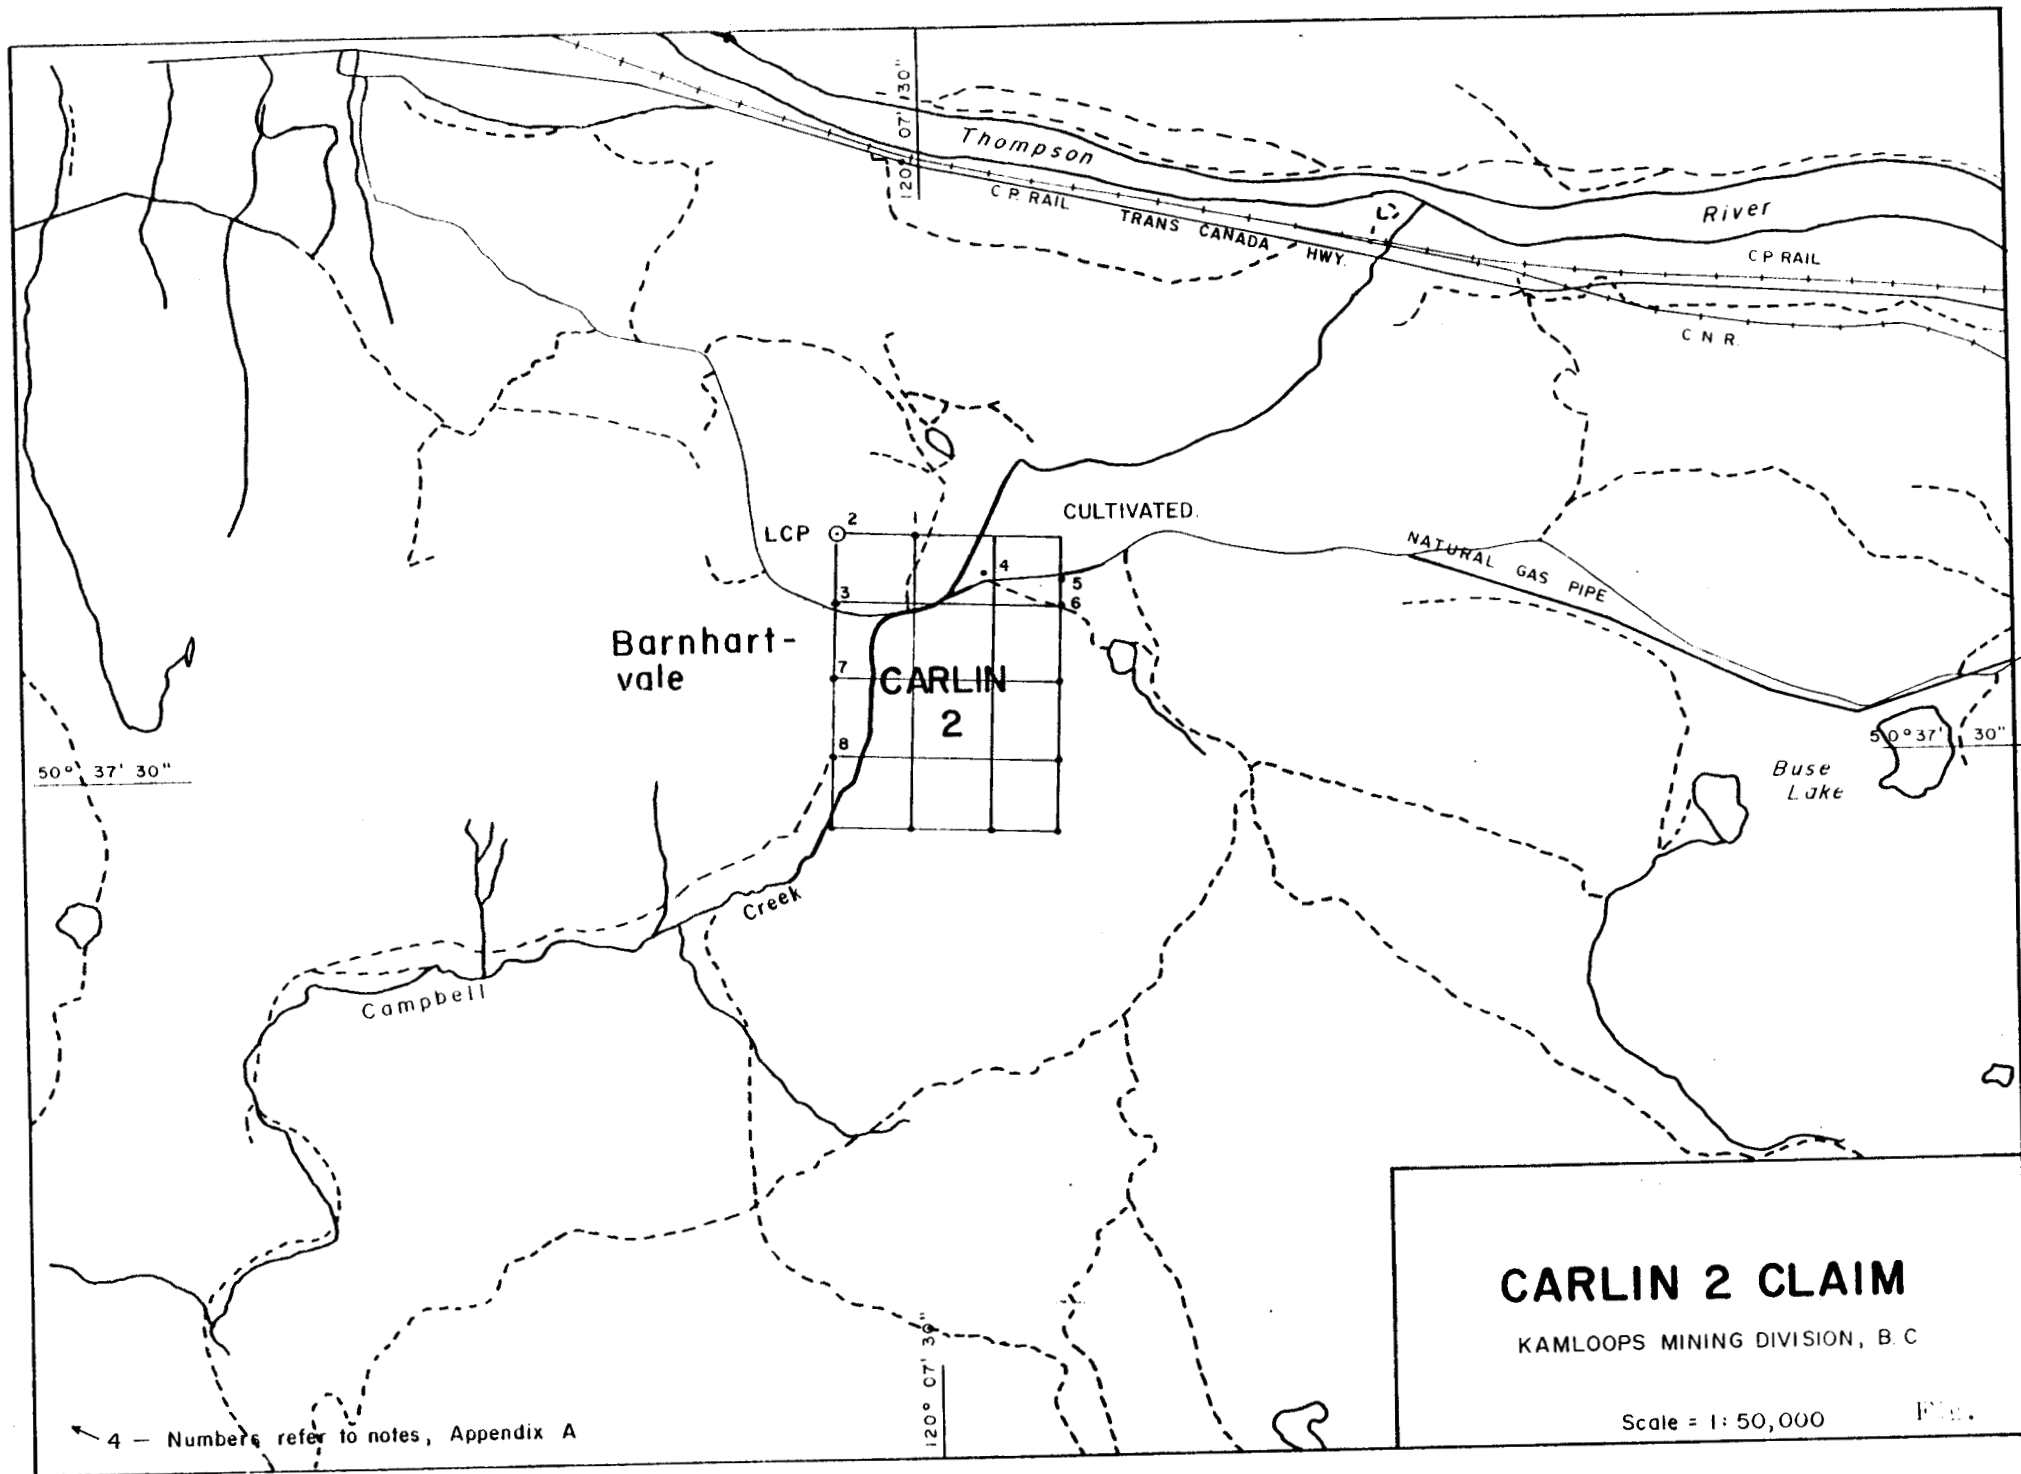 120° 07' 30"
Thompson
River
C P. RAIL
TRANS CANADA HWY.
C P RAIL
C N R.
LCP
2
CULTIVATED.
4
5
3
6
NATURAL GAS PIPE
Barnhart-
vale
7
CARLIN
2
8
50° 37' 30"
50° 37' 30"
Buse
Lake
Creek
Campbell
120° 07' 30"
CARLIN 2 CLAIM
KAMLOOPS MINING DIVISION, B. C
Scale = 1: 50,000
4 — Numbers refer to notes, Appendix A